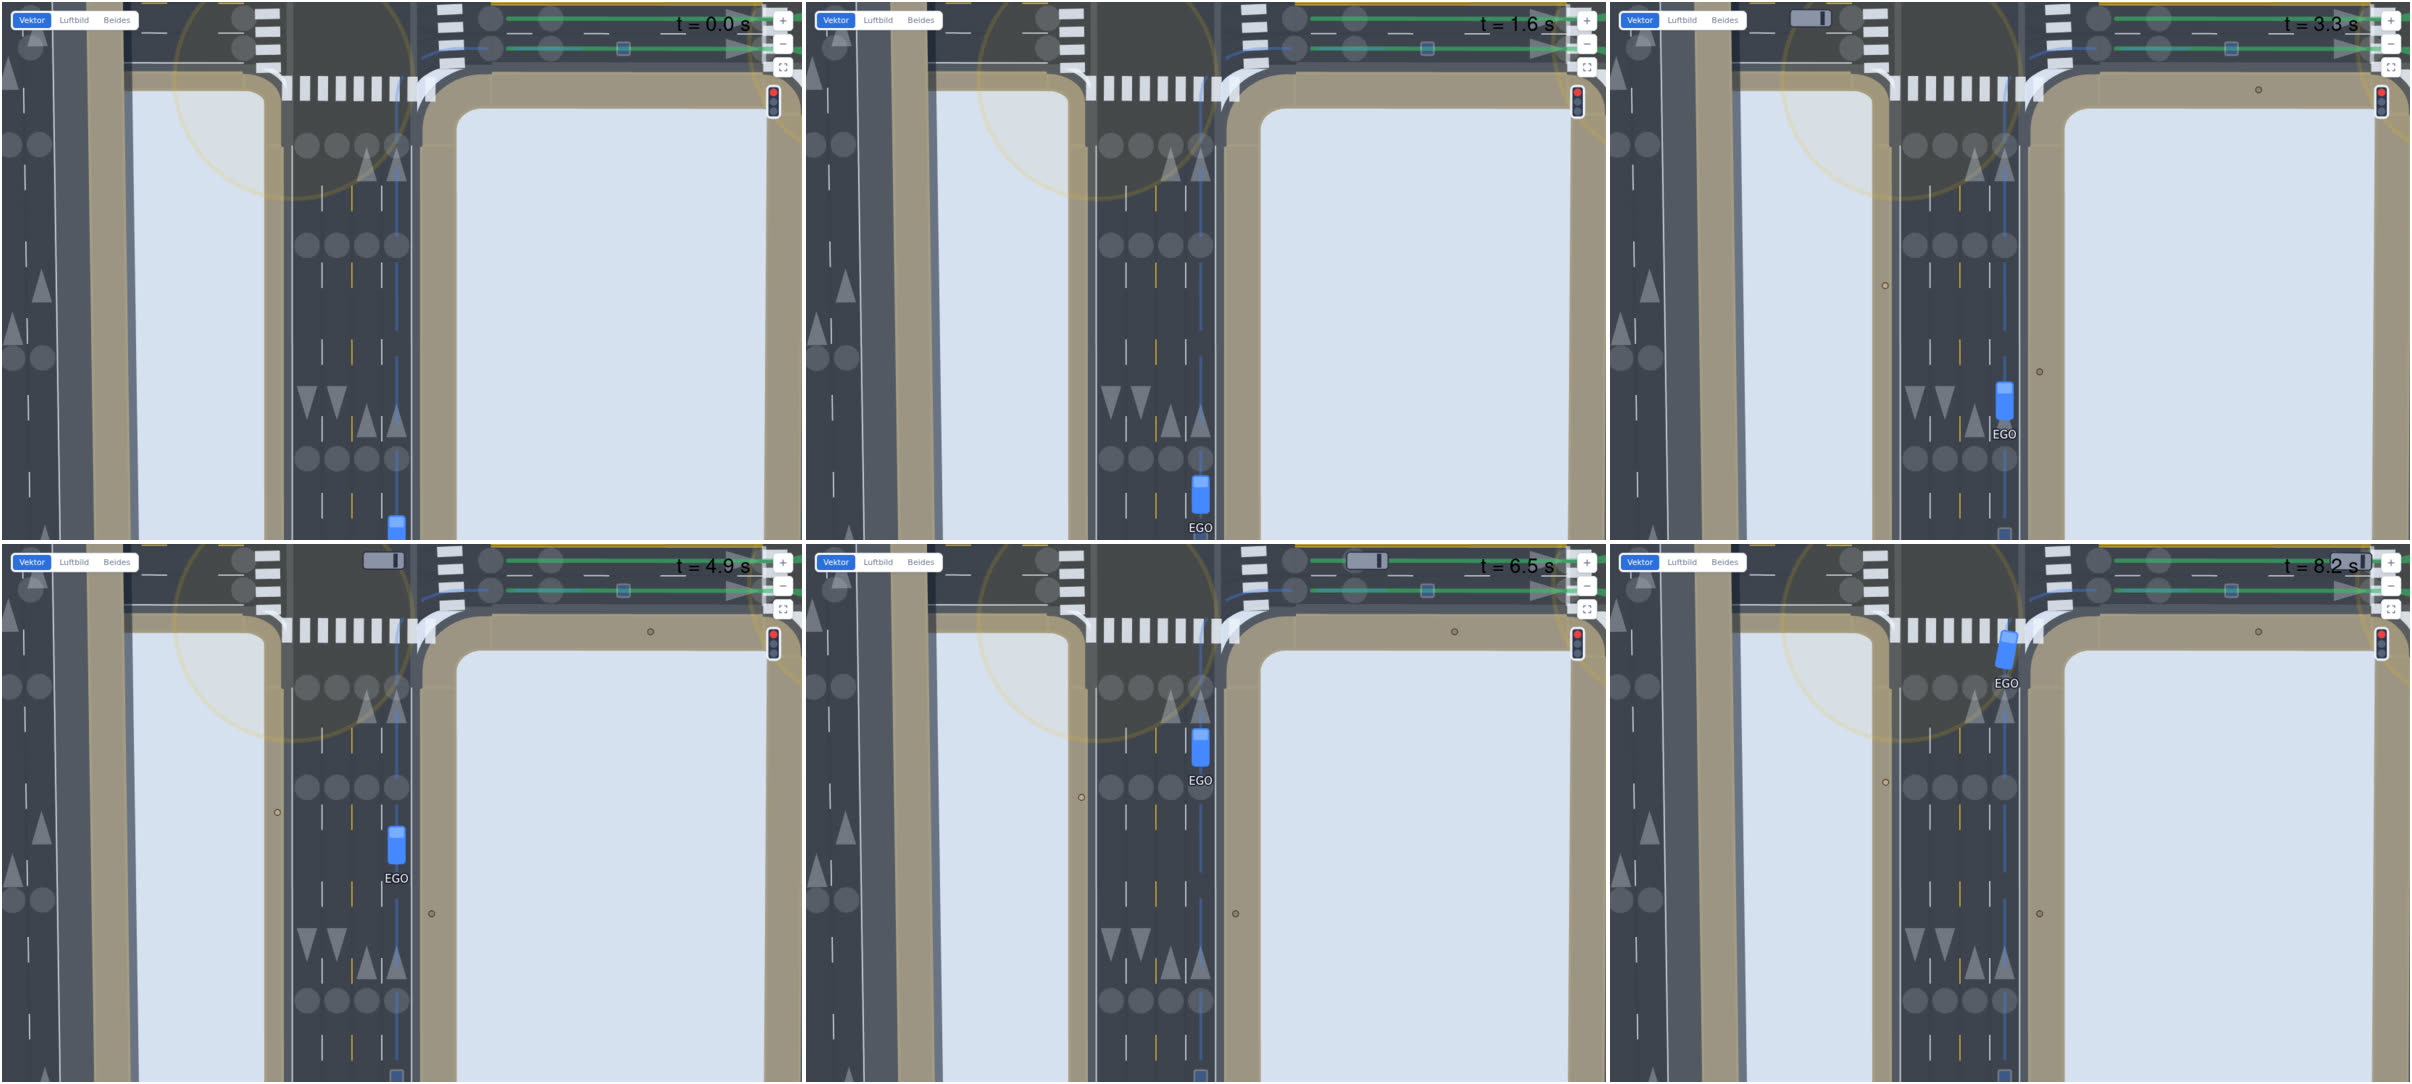 Vektor Luftbild Beides t = 0.0 s +
−
Vektor Luftbild Beides t = 1.6 s +
−
EGO
Vektor Luftbild Beides t = 3.3 s +
−
EGO
Vektor Luftbild Beides t = 4.9 s +
−
EGO
Vektor Luftbild Beides t = 6.5 s +
−
EGO
Vektor Luftbild Beides t = 8.2 s +
−
EGO